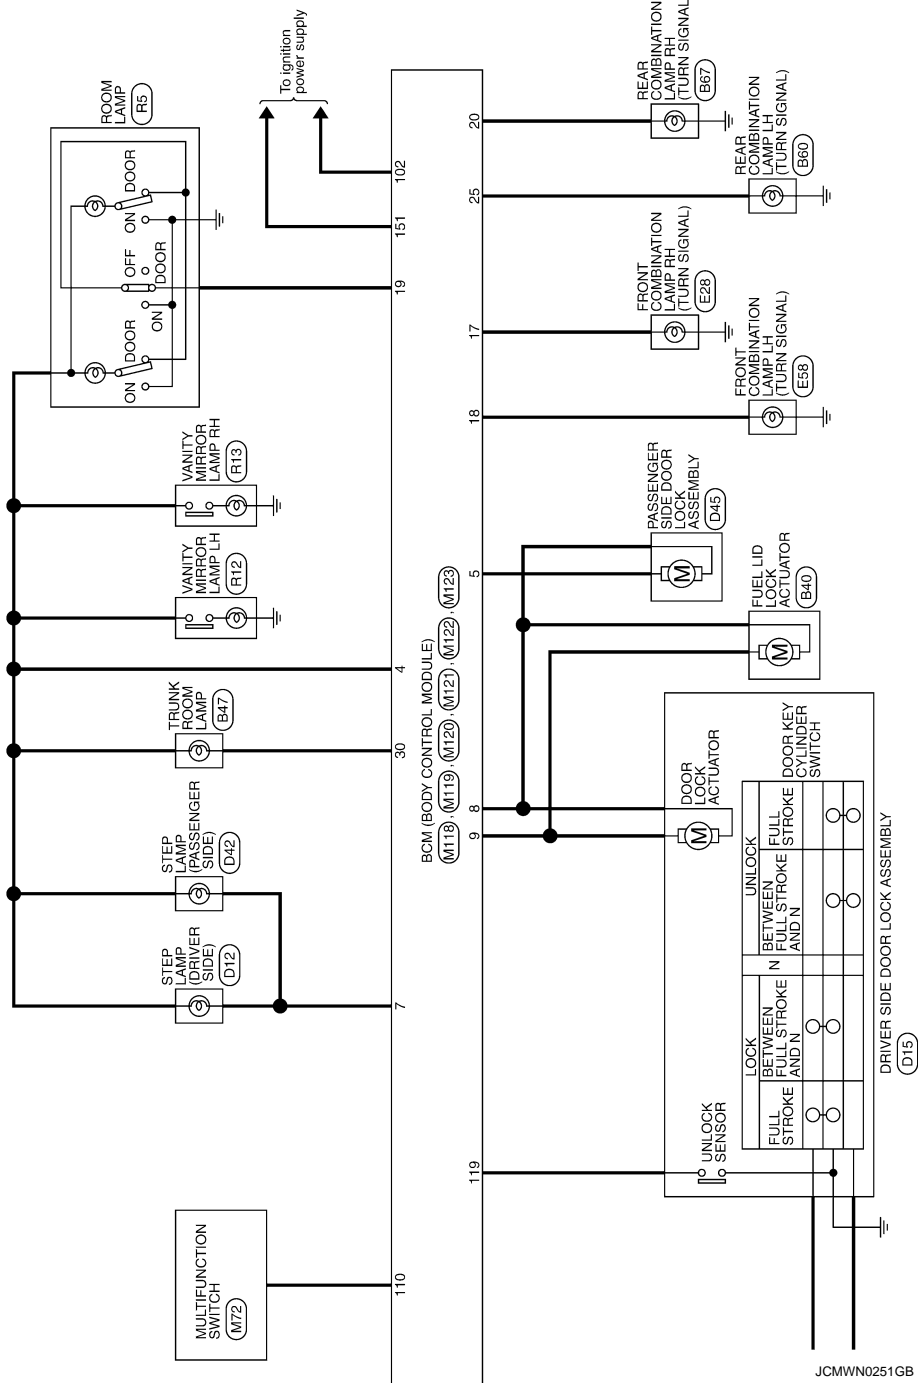 MULTIFUNCTION
SWITCH
M72
110
STEP
LAMP
(DRIVER
SIDE)
D12
7
STEP
LAMP
(PASSENGER
SIDE)
D42
TRUNK
ROOM
LAMP
B47
30
4
VANITY
MIRROR
LAMP LH
R12
VANITY
MIRROR
LAMP RH
R13
ROOM
LAMP
R5
ON
DOOR
ON
OFF
DOOR
ON
DOOR
19
151
102
To ignition
power supply
BCM (BODY CONTROL MODULE)
M118 , M119 , M120 , M121 , M122 , M123
119
9
8
5
18
17
25
20
UNLOCK
SENSOR
DOOR
LOCK
ACTUATOR
DOOR KEY
CYLINDER
SWITCH
LOCK
N
UNLOCK
FULL
STROKE
BETWEEN
FULL STROKE
AND N
BETWEEN
FULL STROKE
AND N
FULL
STROKE
DRIVER SIDE DOOR LOCK ASSEMBLY
D15
FUEL LID
LOCK
ACTUATOR
B40
PASSENGER
SIDE DOOR
LOCK
ASSEMBLY
D45
M
M
M
FRONT
COMBINATION
LAMP LH
(TURN SIGNAL)
E58
FRONT
COMBINATION
LAMP RH
(TURN SIGNAL)
E28
REAR
COMBINATION
LAMP LH
(TURN SIGNAL)
B60
REAR
COMBINATION
LAMP RH
(TURN SIGNAL)
B67
JCMWN0251GB